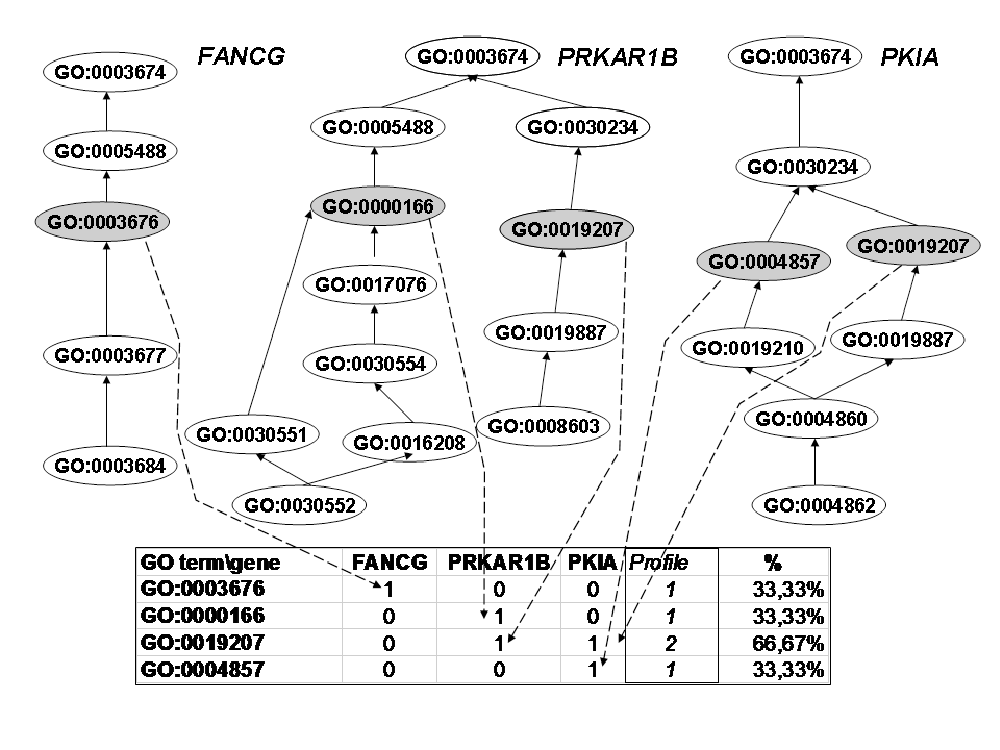 FANCG
GO:0003674
GO:0005488
GO:0003676
GO:0003677
GO:0003684
PRKAR1B
GO:0003674
GO:0005488
GO:0030234
GO:0000166
GO:0019207
GO:0017076
GO:0019887
GO:0030554
GO:0030551
GO:0016208
GO:0008603
GO:0030552
PKIA
GO:0003674
GO:0030234
GO:0004857
GO:0019207
GO:0019210
GO:0019887
GO:0004860
GO:0004862
GO term\gene FANCG PRKAR1B PKIA Profile %
GO:0003676 1 0 0 1 33,33%
GO:0000166 0 1 0 1 33,33%
GO:0019207 0 1 1 2 66,67%
GO:0004857 0 0 1 1 33,33%